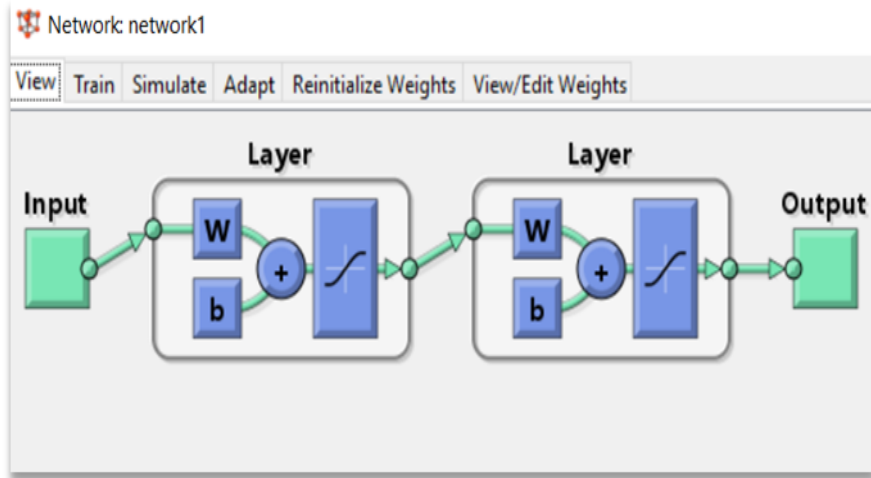 Network: network1
View Train Simulate Adapt Reinitialize Weights View/Edit Weights
Layer Layer
Input Output
W W
+ +
b b